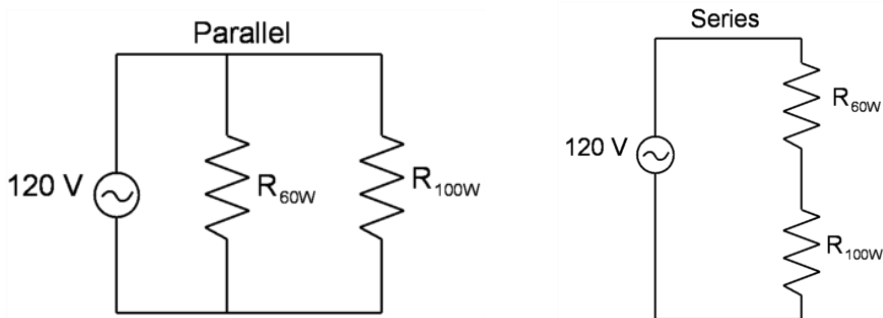 Parallel
120 V
R60W
R100W
Series
120 V
R60W
R100W